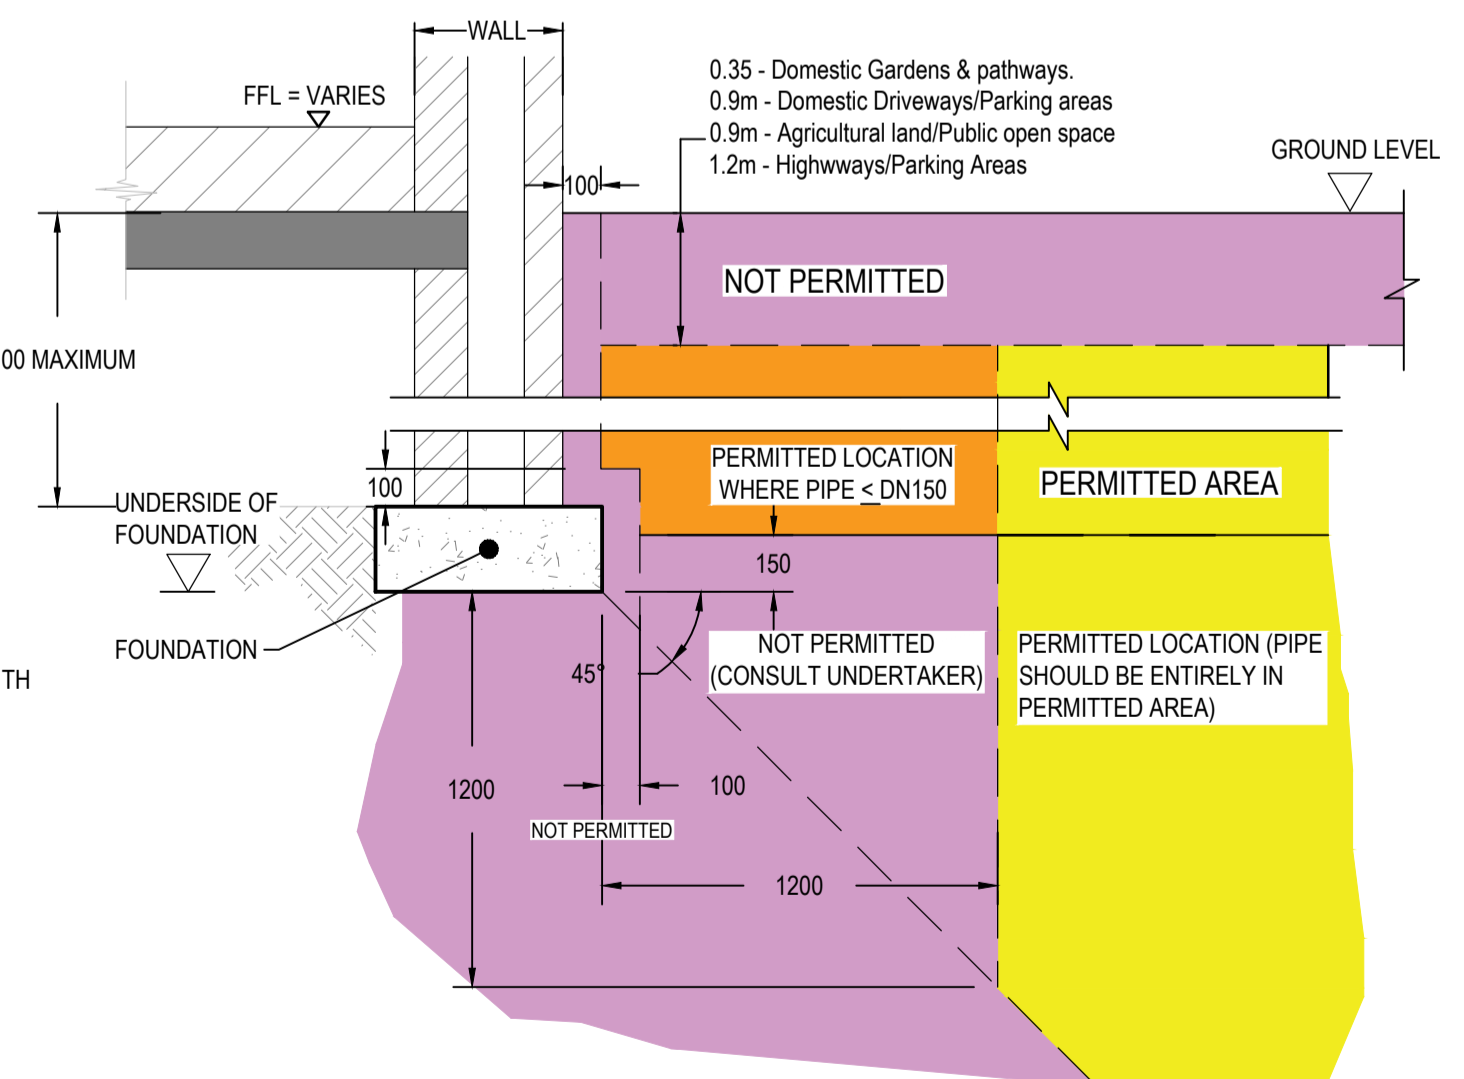 WALL
FFL = VARIES
0.35 - Domestic Gardens & pathways.
0.9m - Domestic Driveways/Parking areas
0.9m - Agricultural land/Public open space
1.2m - Highwways/Parking Areas
GROUND LEVEL
100
NOT PERMITTED
00 MAXIMUM
100
PERMITTED LOCATION
WHERE PIPE < DN150
PERMITTED AREA
UNDERSIDE OF
FOUNDATION
150
FOUNDATION
NOT PERMITTED
(CONSULT UNDERTAKER)
PERMITTED LOCATION (PIPE
SHOULD BE ENTIRELY IN
PERMITTED AREA)
45°
TH
1200
100
NOT PERMITTED
1200